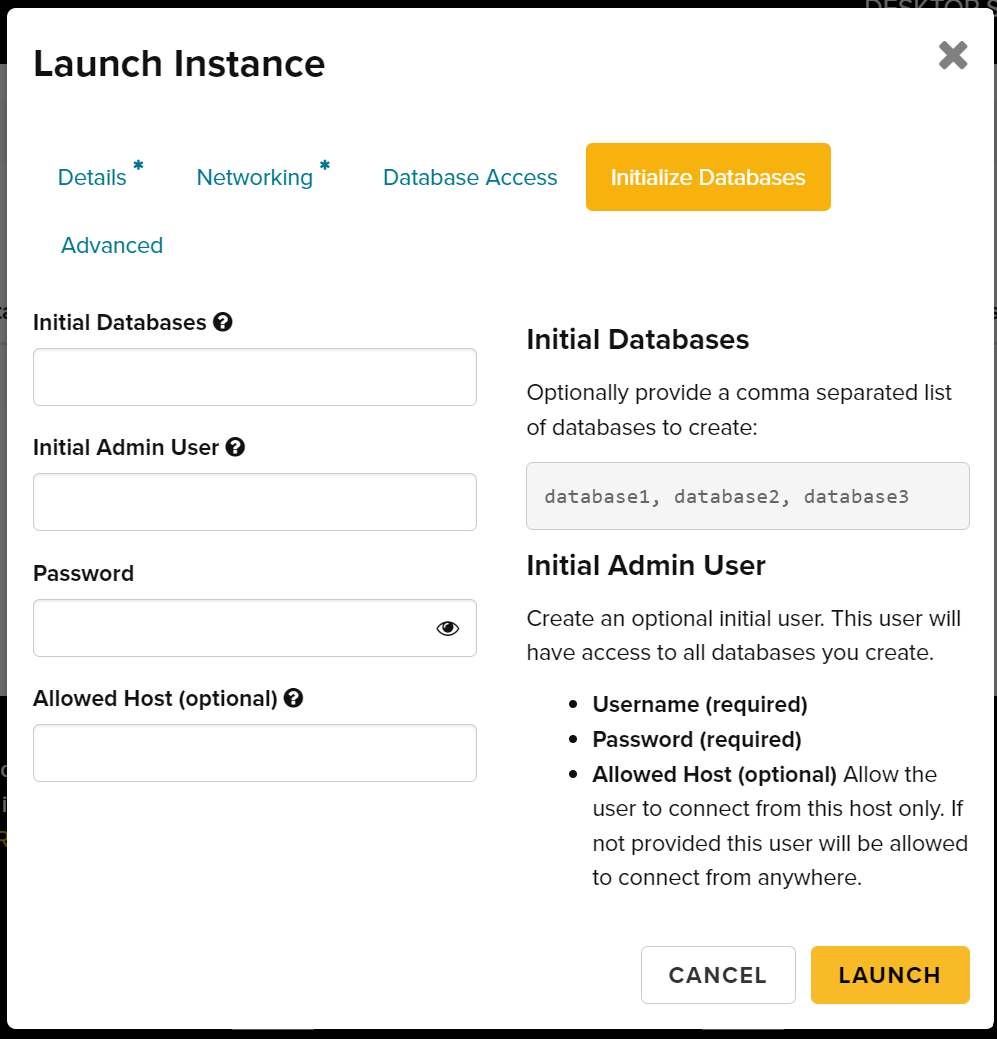 Launch Instance
Details *
Networking *
Database Access
Initialize Databases
Advanced
Initial Databases
Initial Admin User
Password
Allowed Host (optional)
Initial Databases
Optionally provide a comma separated list
of databases to create:
database1, database2, database3
Initial Admin User
Create an optional initial user. This user will
have access to all databases you create.
• Username (required)
• Password (required)
• Allowed Host (optional) Allow the
user to connect from this host only. If
not provided this user will be allowed
to connect from anywhere.
CANCEL
LAUNCH